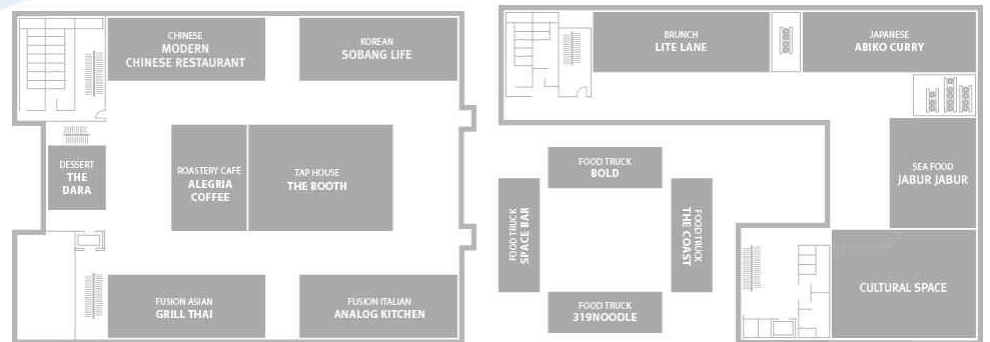 CHINESE
MODERN
CHINESE RESTAURANT
KOREAN
SOBANG LIFE
DESSERT
THE
DARA
ROASTERY CAFE
ALEGRIA
COFFEE
TAP HOUSE
THE BOOTH
FUSION ASIAN
GRILL THAI
FUSION ITALIAN
ANALOG KITCHEN
BRUNCH
LITE LANE
JAPANESE
ABIKO CURRY
SEA FOOD
JABUR JABUR
FOOD TRUCK
BOLD
FOOD TRUCK
SPACE BAR
FOOD TRUCK
THE COAST
FOOD TRUCK
319NOODLE
CULTURAL SPACE